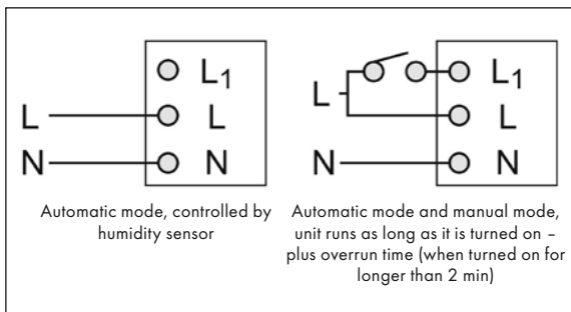 L1
L L
N N
Automatic mode, controlled by
humidity sensor
L1
L
L
N N
Automatic mode and manual mode,
unit runs as long as it is turned on –
plus overrun time (when turned on for
longer than 2 min)